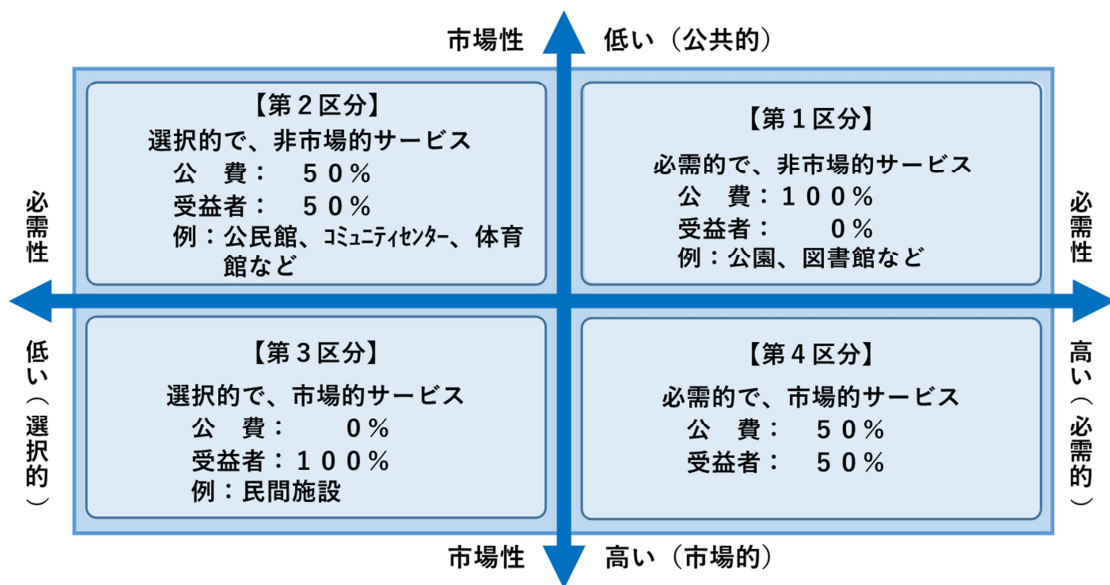 市場性 低い（公共的）
【第２区分】
選択的で、非市場的サービス
公　費：　５０％
受益者：　５０％
例：公民館、ｺﾐｭﾆﾃｨｾﾝﾀｰ、体育
館など
【第１区分】
必需的で、非市場的サービス
公　費：１００％
受益者：　　０％
例：公園、図書館など
必需性
必需性
低い（選択的）
高い（必需的）
【第３区分】
選択的で、市場的サービス
公　費：　　０％
受益者：１００％
例：民間施設
【第４区分】
必需的で、市場的サービス
公　費：　５０％
受益者：　５０％
市場性 高い（市場的）